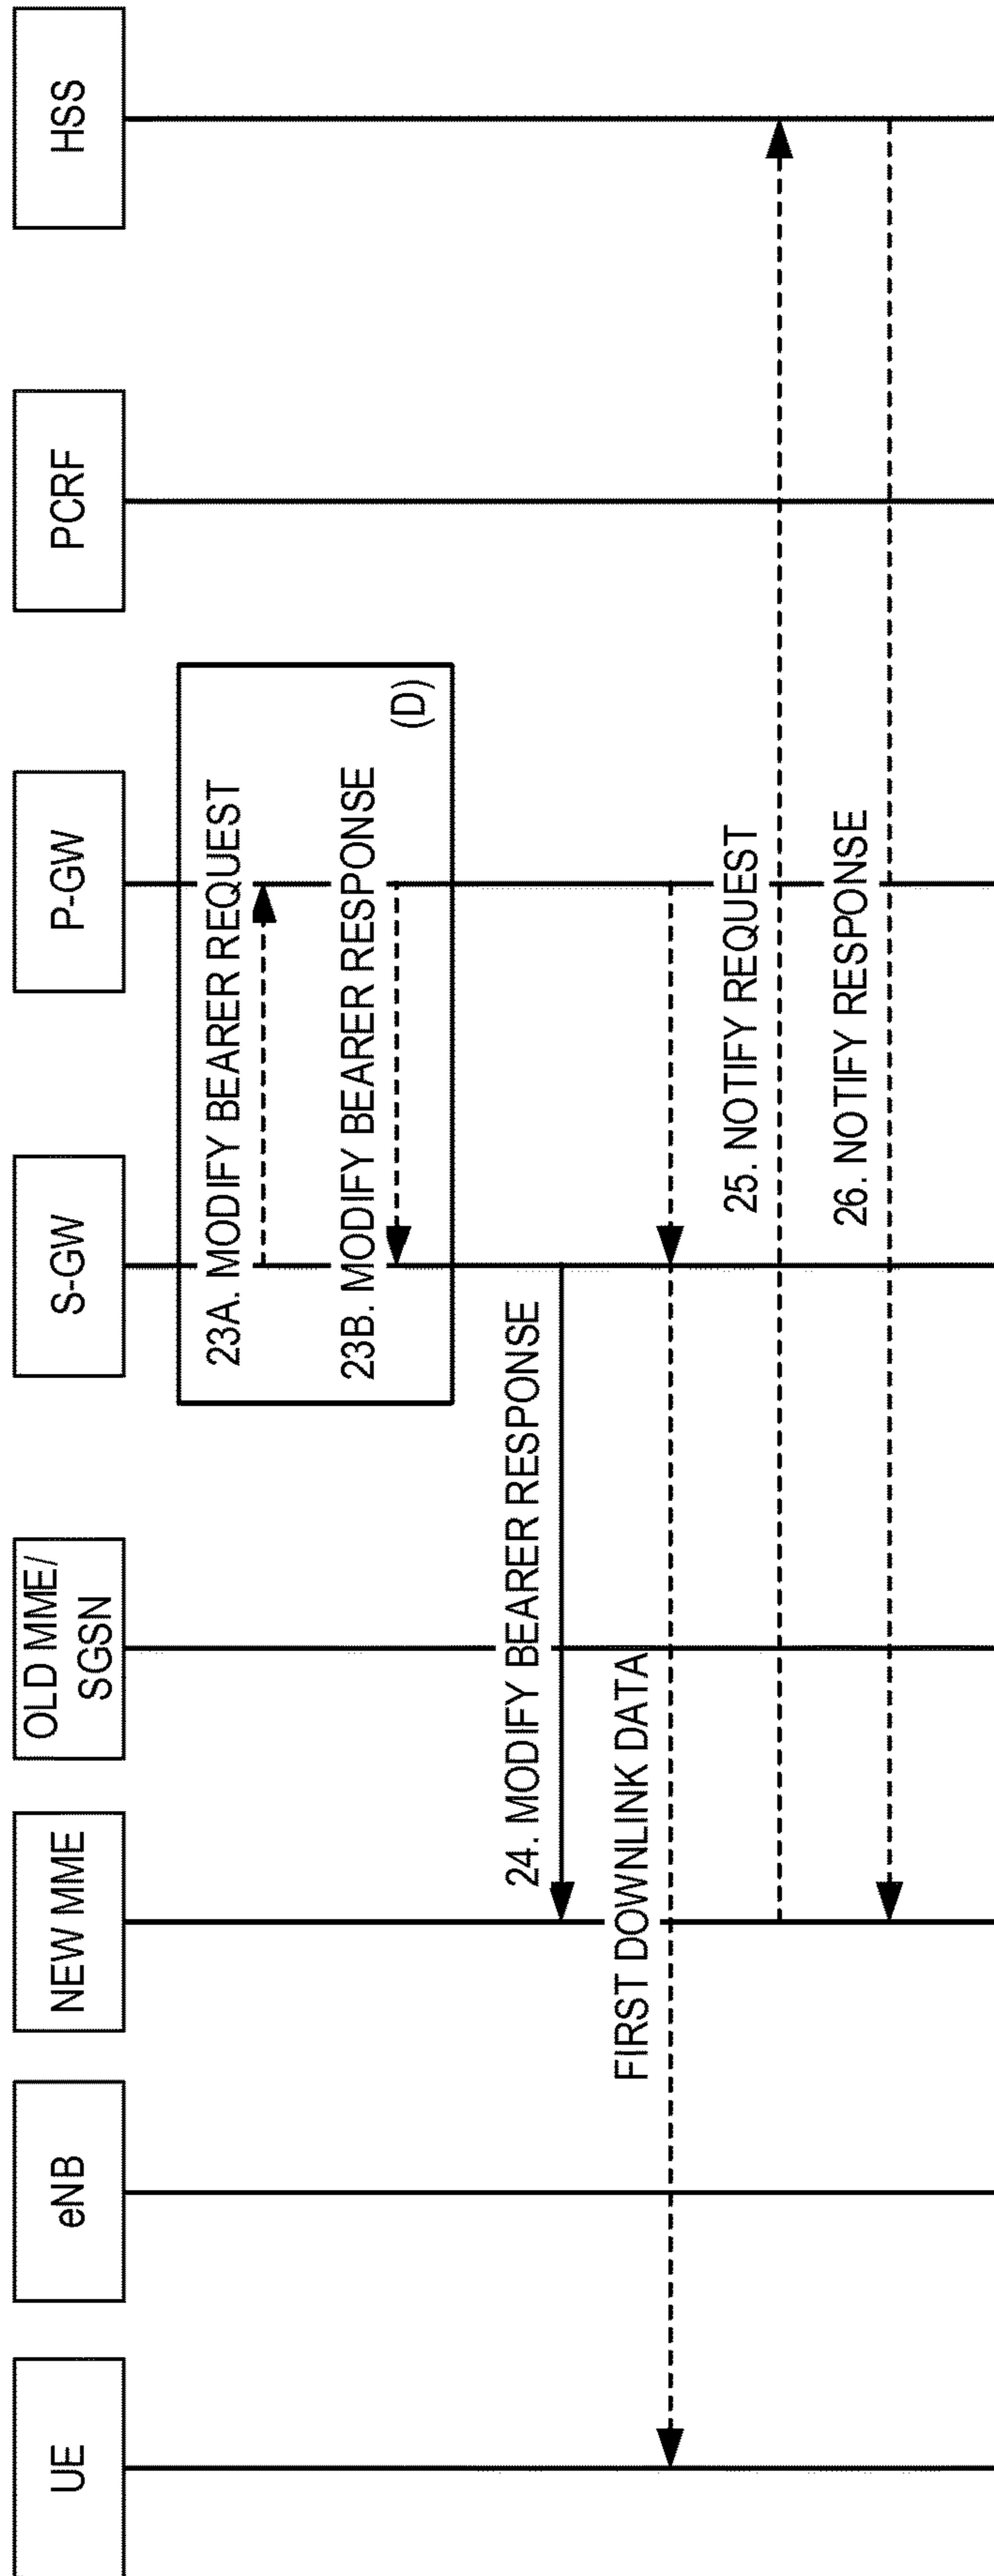 UE
eNB
NEW MME
OLD MME/
SGSN
S-GW
P-GW
PCRF
HSS
23A. MODIFY BEARER REQUEST
23B. MODIFY BEARER RESPONSE
(D)
24. MODIFY BEARER RESPONSE
FIRST DOWNLINK DATA
25. NOTIFY REQUEST
26. NOTIFY RESPONSE